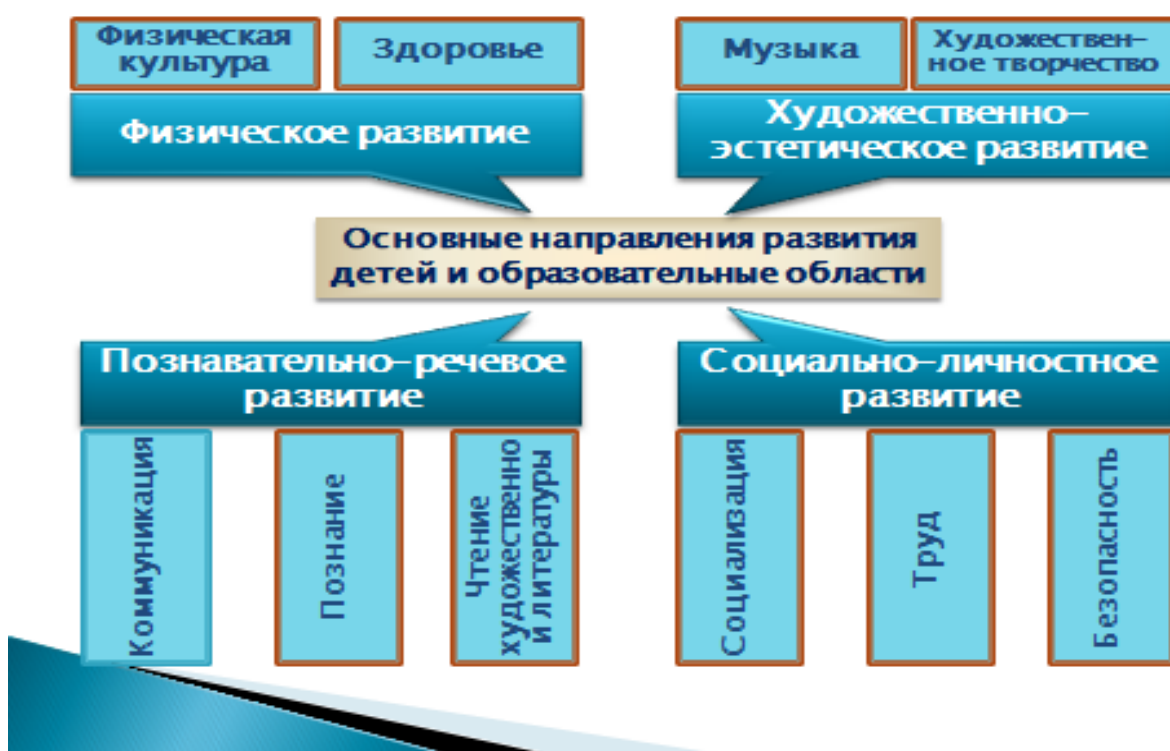 Физическая
культура
Здоровье
Музыка
Художествен-
ное творчество
Физическое развитие
Художественно-
эстетическое развитие
Основные направления развития
детей и образовательные области
Познавательно-речевое
развитие
Социально-личностное
развитие
Коммуникация
Познание
Чтение
художественно
и литературы
Социализация
Труд
Безопасность